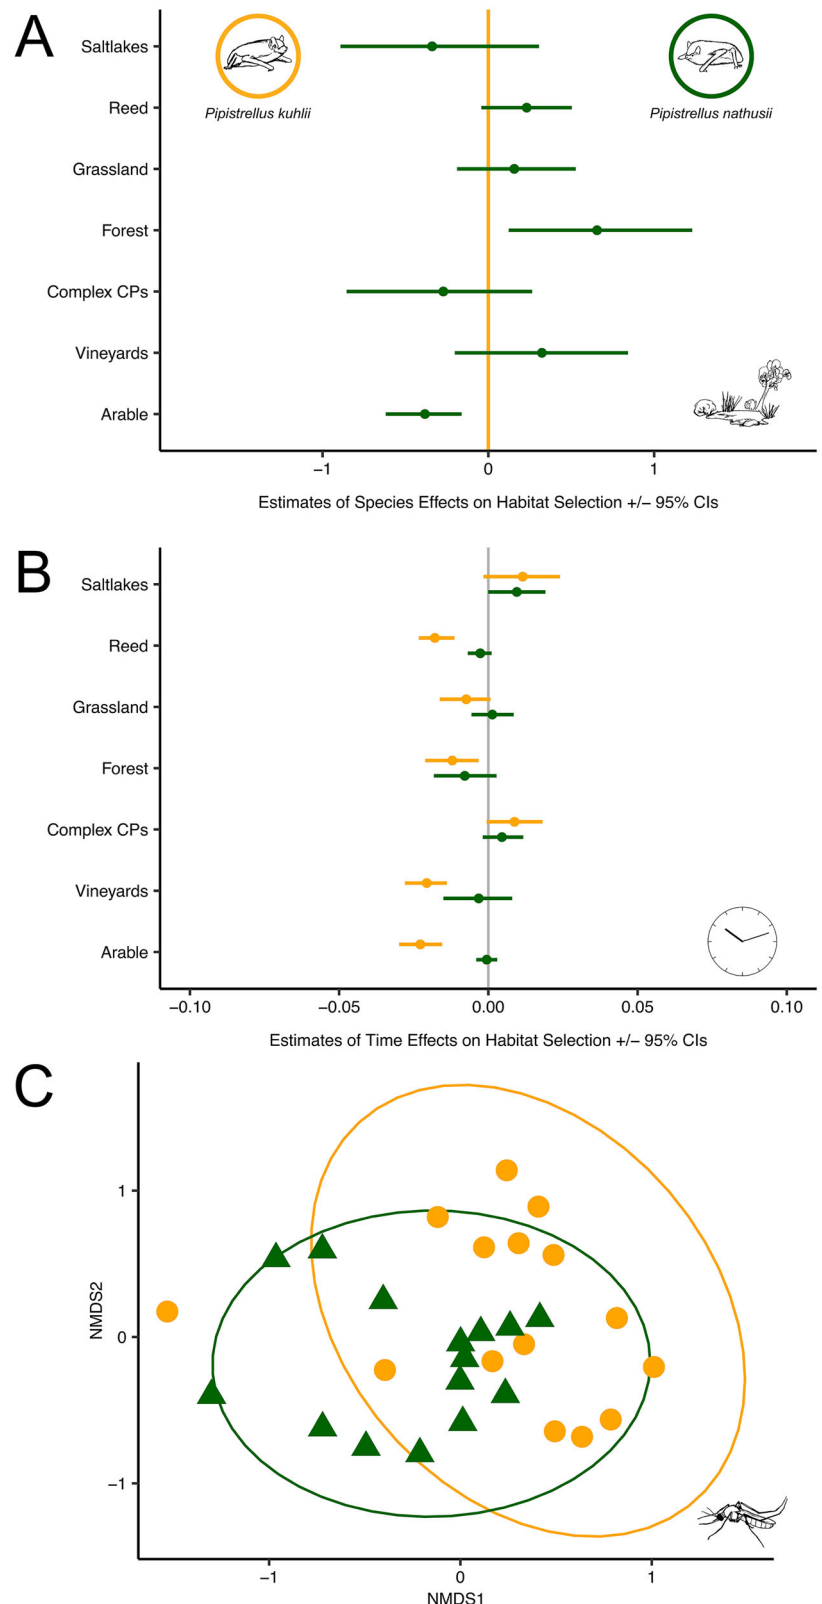 A
Saltlakes
Reed
Grassland
Forest
Complex CPs
Vineyards
Arable
Pipistrellus kuhlii
Pipistrellus nathusii
−1 0 1
Estimates of Species Effects on Habitat Selection +/− 95% CIs
B
Saltlakes
Reed
Grassland
Forest
Complex CPs
Vineyards
Arable
−0.10 −0.05 0.00 0.05 0.10
Estimates of Time Effects on Habitat Selection +/− 95% CIs
C
NMDS2
1
0
−1
−1 0 1
NMDS1